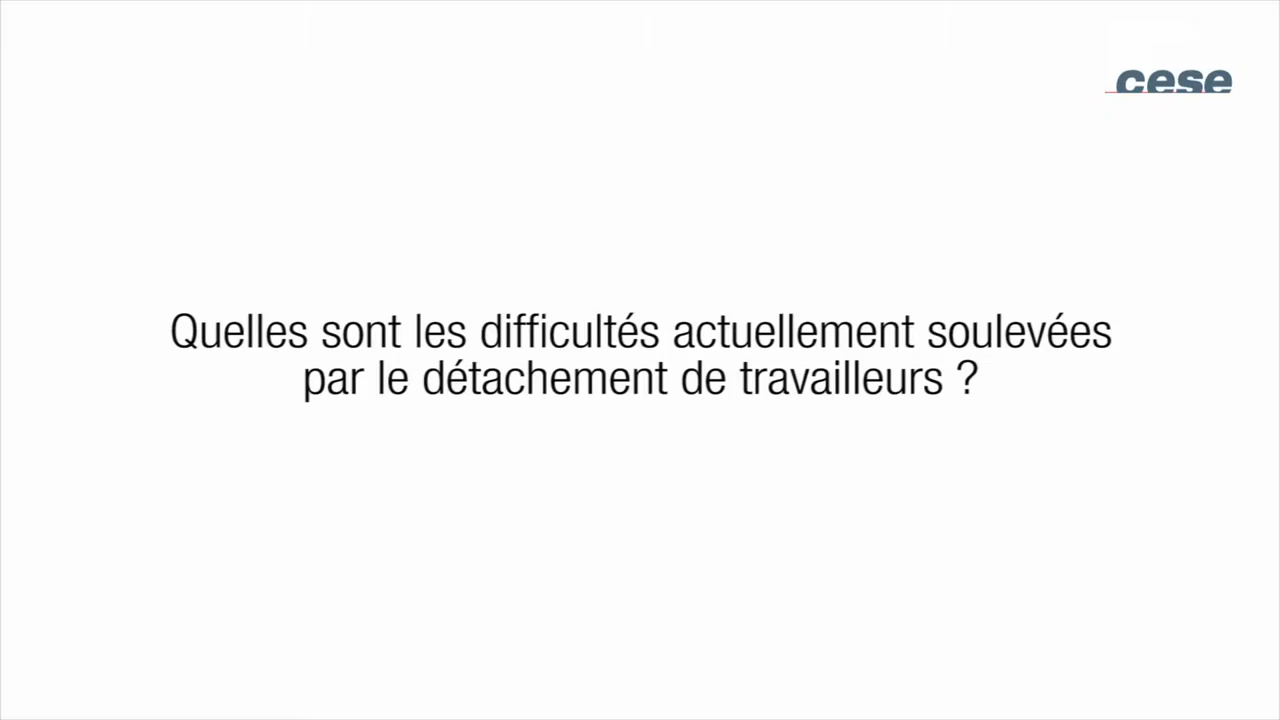 cese
Quelles sont les difficultés actuellement soulevées
par le détachement de travailleurs ?